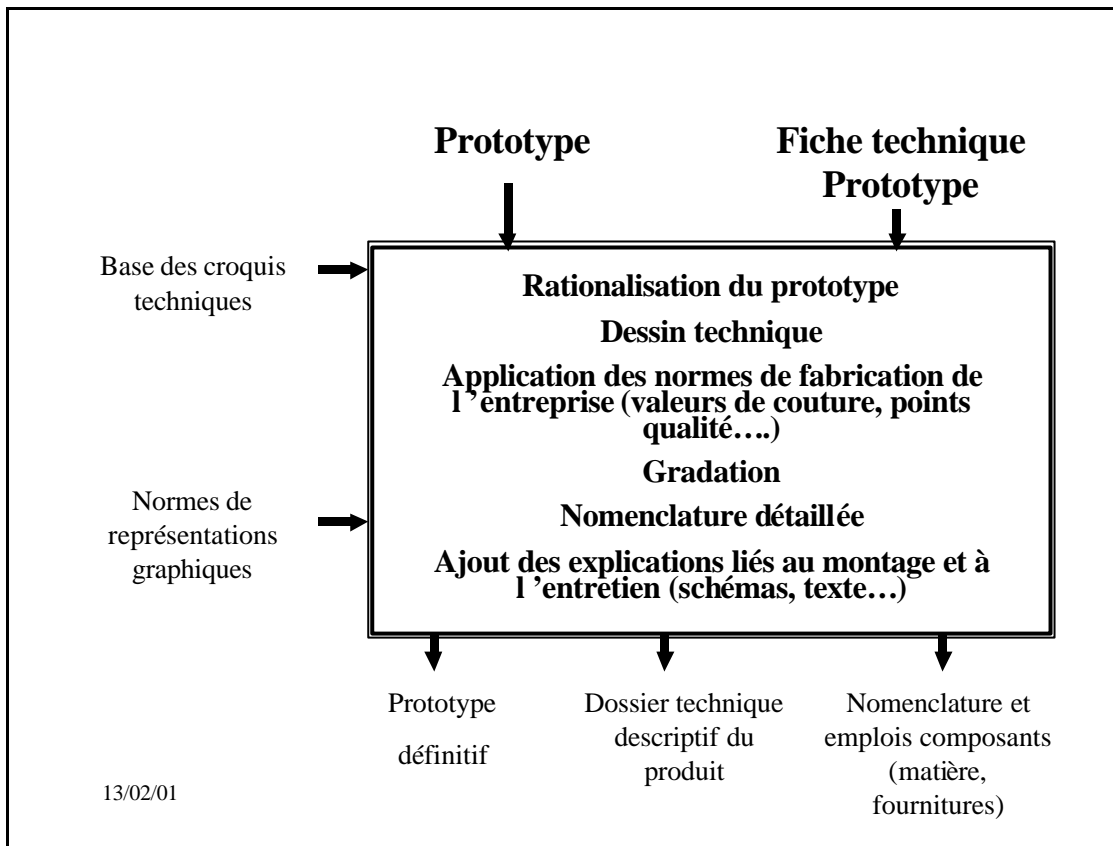 Prototype
Fiche technique
Prototype
Base des croquis
techniques
Rationalisation du prototype
Dessin technique
Application des normes de fabrication de
l ’entreprise (valeurs de couture, points
qualité….)
Gradation
Normes de
représentations
graphiques
Nomenclature détaillée
Ajout des explications liés au montage et à
l ’entretien (schémas, texte…)
Prototype
définitif
Dossier technique
descriptif du
produit
Nomenclature et
emplois composants
(matière,
fournitures)
13/02/01